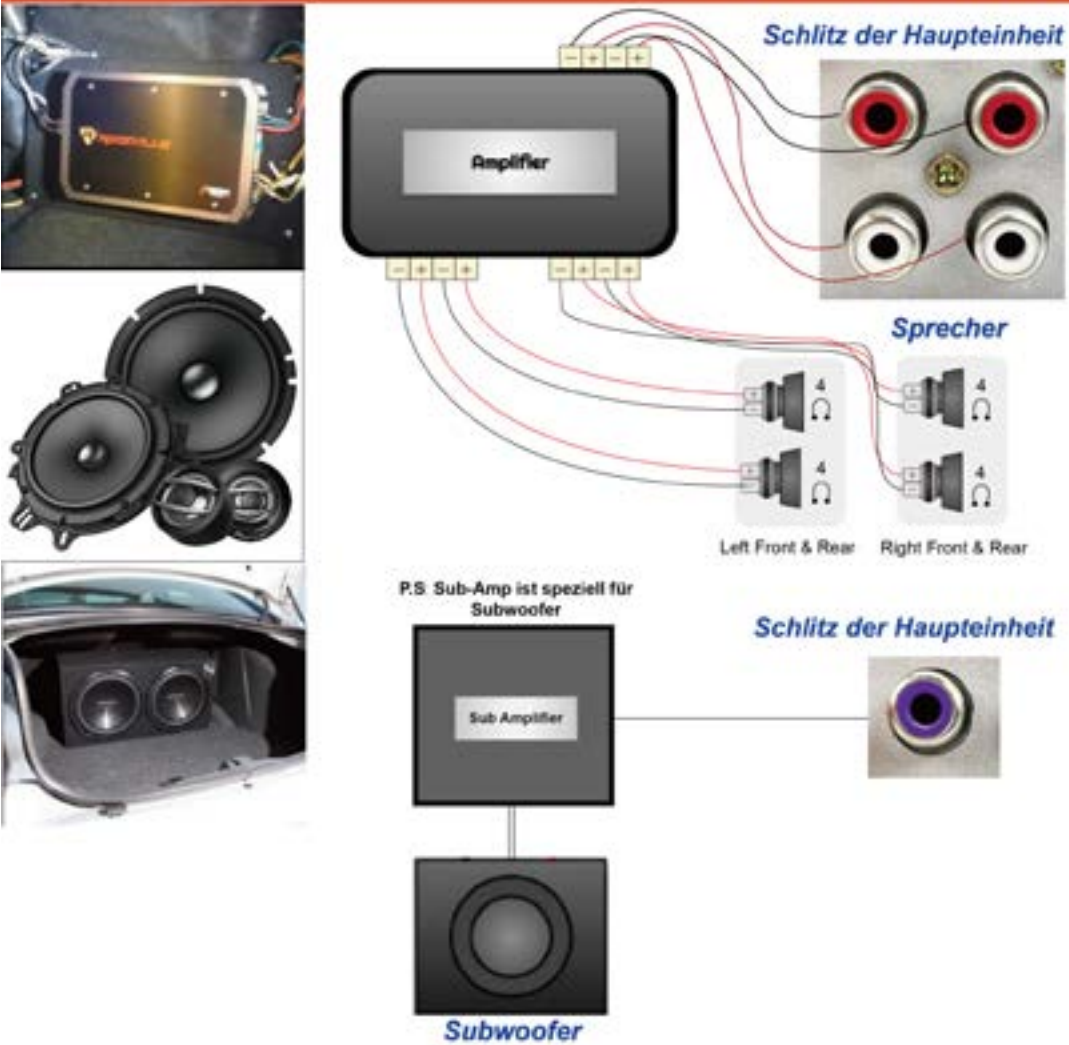 Schlitz der Haupteinheit
− + − +
Amplifier
− + − +
− + − +
Sprecher
+ 4
−
+ 4
−
+ 4
−
+ 4
−
Left Front & Rear
Right Front & Rear
P.S Sub-Amp ist speziell für
Subwoofer
Schlitz der Haupteinheit
Sub Amplifier
Subwoofer